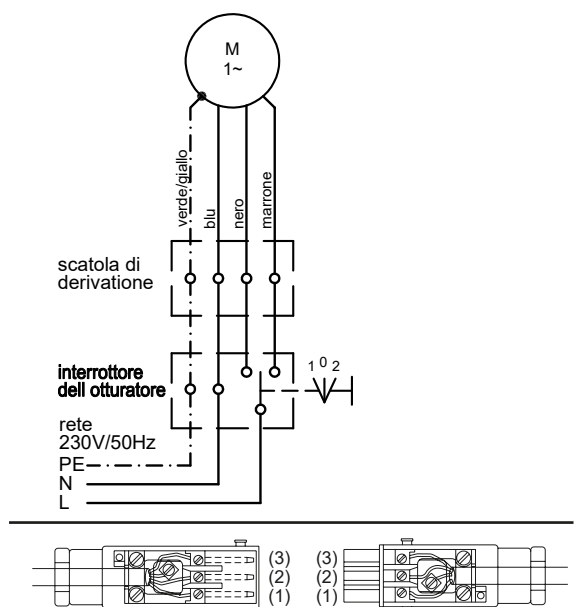 M
1~
verde/giallo
blu
nero
marrone
scatola di
derivatione
interrottore
dell otturatore
1 0 2
rete
230V/50Hz
PE
N
L
(3) (3)
(2) (2)
(1) (1)